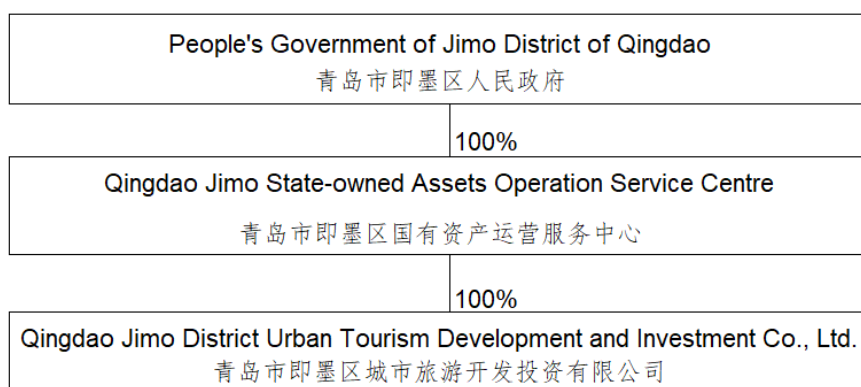 People's Government of Jimo District of Qingdao
青岛市即墨区人民政府
100%
Qingdao Jimo State-owned Assets Operation Service Centre
青岛市即墨区国有资产运营服务中心
100%
Qingdao Jimo District Urban Tourism Development and Investment Co., Ltd.
青岛市即墨区城市旅游开发投资有限公司